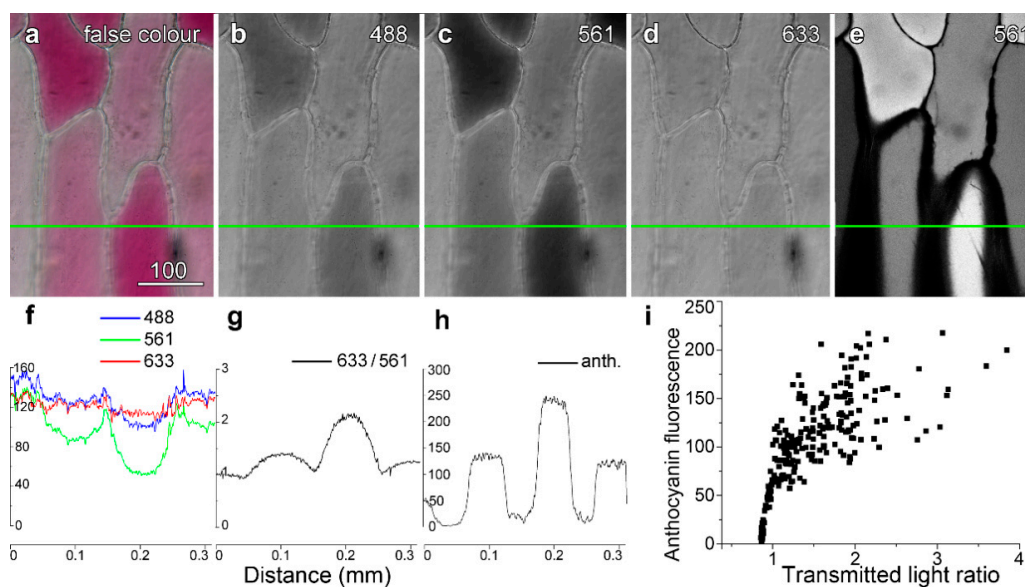 a false colour
b 488
c 561
d 633
e 561
100
f
488
561
633
160
120
80
40
0
0 0.1 0.2 0.3
g
633 / 561
3
2
1
0
0 0.1 0.2 0.3
h
anth.
300
250
200
150
100
50
0
0 0.1 0.2 0.3
Distance (mm)
i
Anthocyanin fluorescence
250
200
150
100
50
0
1 2 3 4
Transmitted light ratio